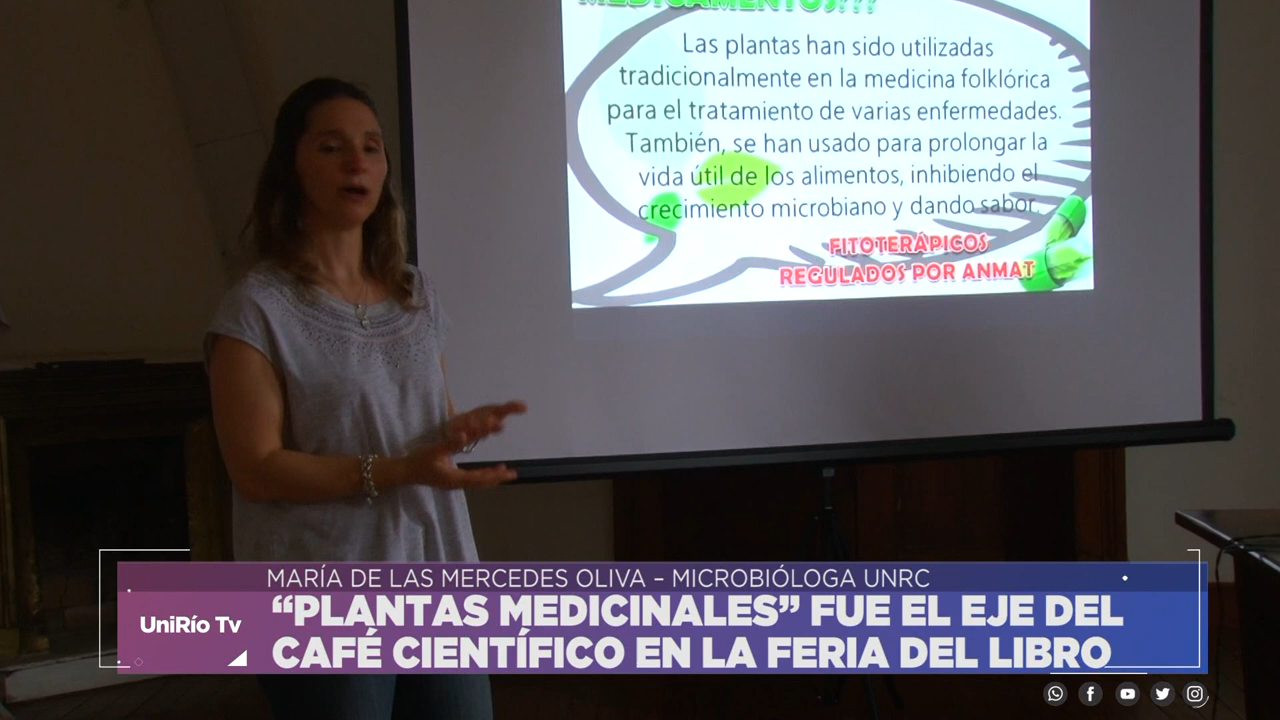 MEDICAMENTOS???
Las plantas han sido utilizadas
tradicionalmente en la medicina folklórica
para el tratamiento de varias enfermedades.
También, se han usado para prolongar la
vida útil de los alimentos, inhibiendo el
crecimiento microbiano y dando sabor.
FITOTERÁPICOS
REGULADOS POR ANMAT
MARÍA DE LAS MERCEDES OLIVA – MICROBIÓLOGA UNRC
UniRío Tv
“PLANTAS MEDICINALES” FUE EL EJE DEL
CAFÉ CIENTÍFICO EN LA FERIA DEL LIBRO